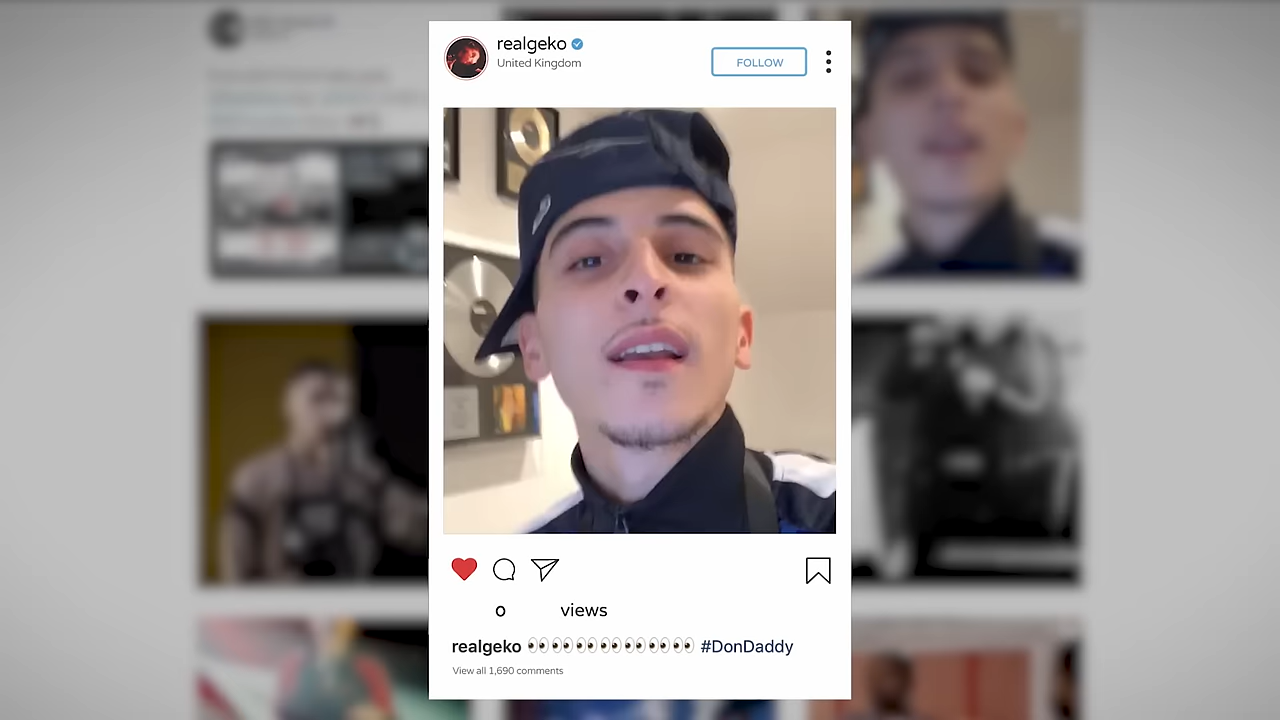 realgeko
United Kingdom
FOLLOW
0 views
realgeko 👀👀👀👀👀👀👀 #DonDaddy
View all 1,690 comments